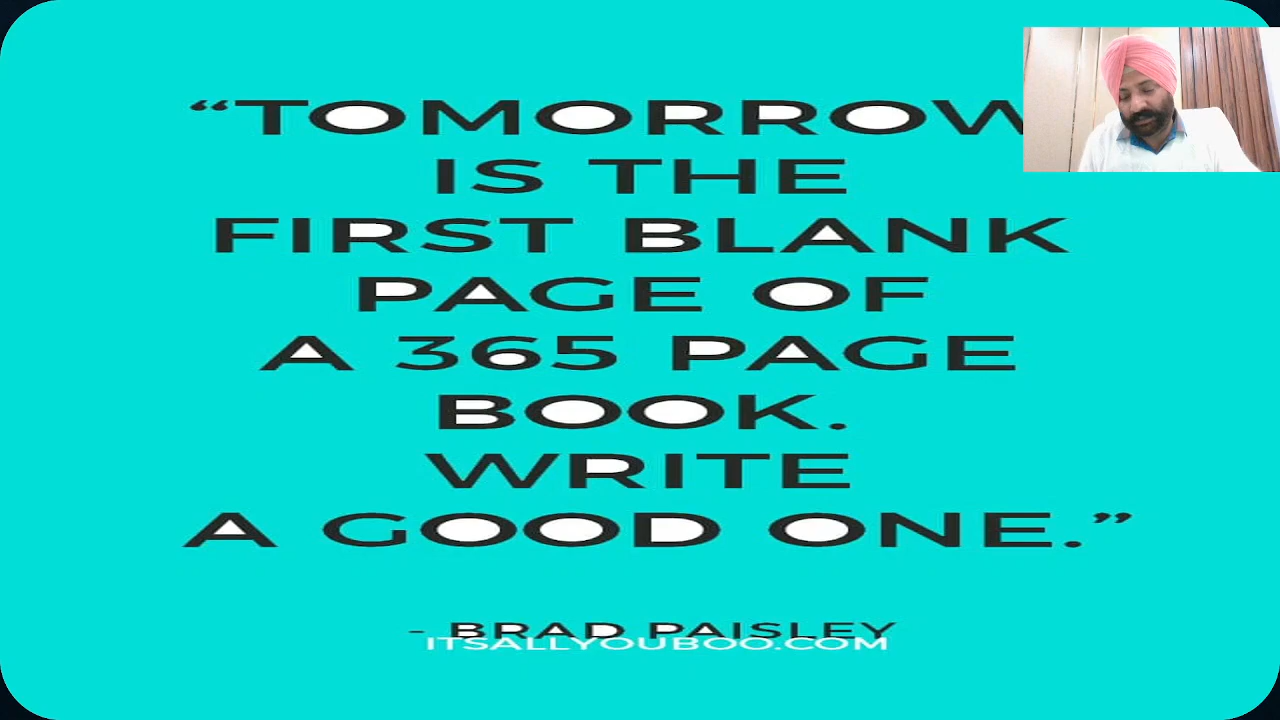 “TOMORROW
IS THE
FIRST BLANK
PAGE OF
A 365 PAGE
BOOK.
WRITE
A GOOD ONE.”
- BRAD PAISLEY
ITSALLYOUBOO.COM